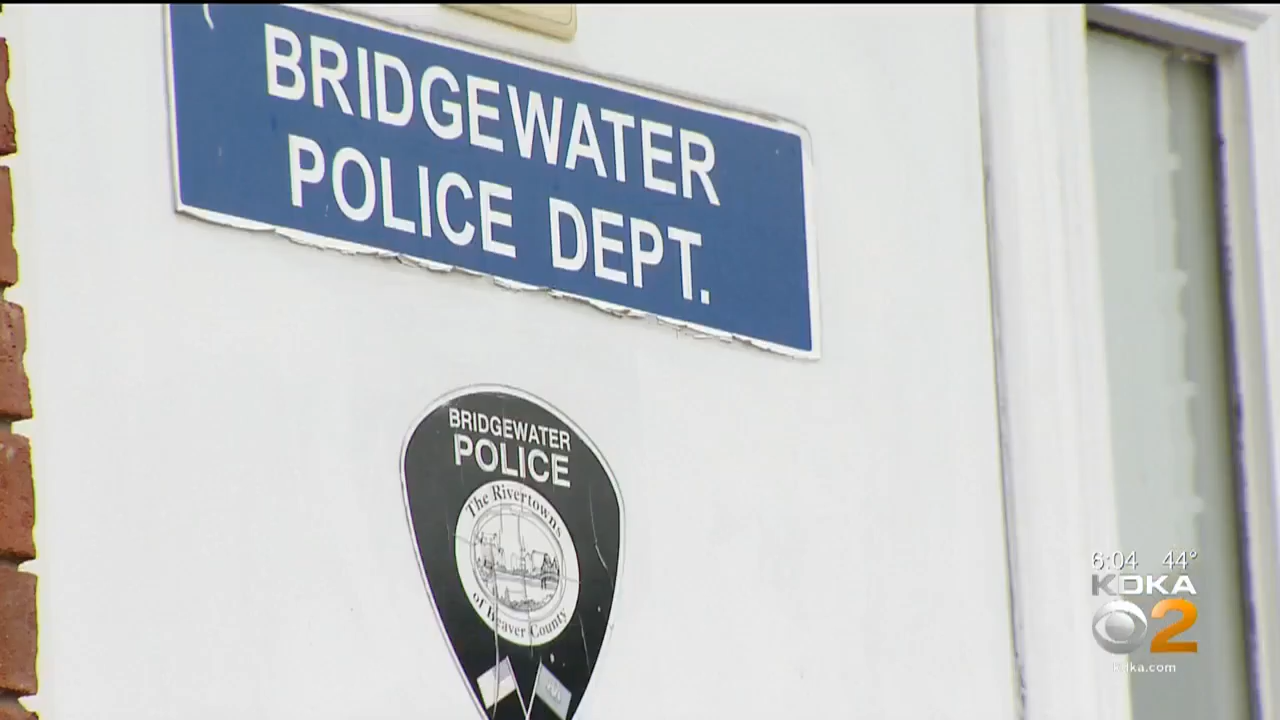 BRIDGEWATER
POLICE DEPT.
BRIDGEWATER
POLICE
The Rivertowns
of Beaver County
6:04 44°
KDKA
2
kdka.com